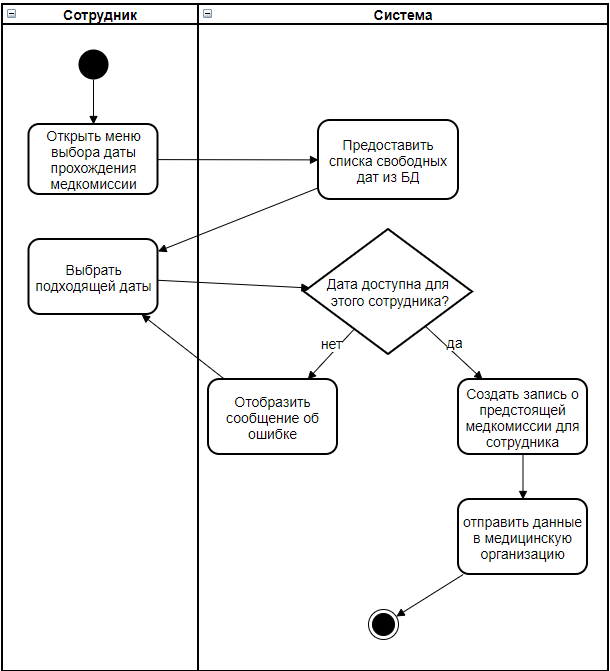 Сотрудник
Система
Открыть меню
выбора даты
прохождения
медкомиссии
Предоставить
списка свободных
дат из БД
Выбрать
подходящей даты
Дата доступна для
этого сотрудника?
нет
да
Отобразить
сообщение об
ошибке
Создать запись о
предстоящей
медкомиссии для
сотрудника
отправить данные
в медицинскую
организацию